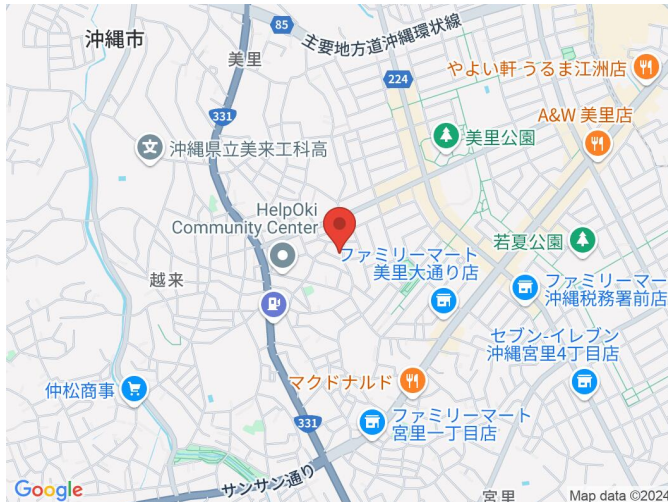 沖縄市
85
主要地方道沖縄環状線
美里
224
やよい軒 うるま江洲店
331
A&W 美里店
美里公園
沖縄県立美来工科高
HelpOki
Community Center
若夏公園
ファミリーマート
美里大通り店
越来
ファミリーマー
沖縄税務署前店
セブン-イレブン
沖縄宮里4丁目店
マクドナルド
仲松商事
331
ファミリーマート
宮里一丁目店
サンサン通り
宮里
Google
Map data ©2024